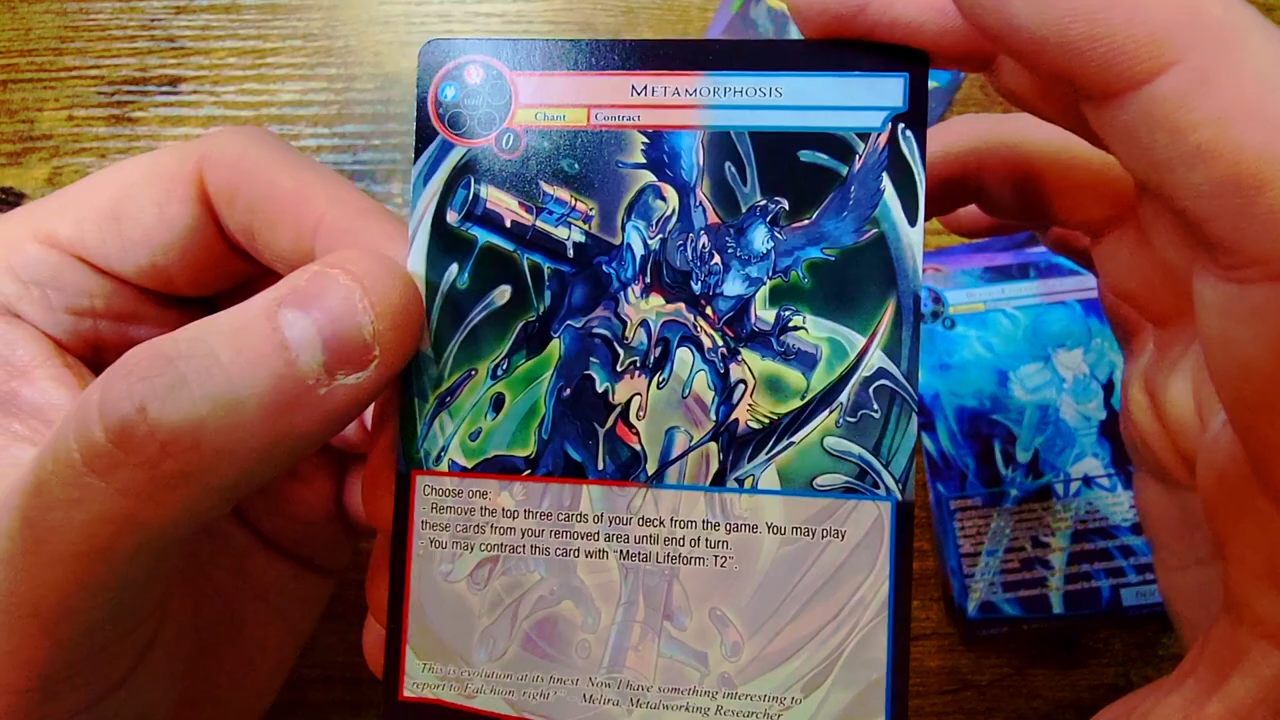 Metamorphosis
will
Chant Contract
0
Choose one;
- Remove the top three cards of your deck from the game. You may play
these cards from your removed area until end of turn.
- You may contract this card with "Metal Lifeform: T2".
"This is evolution at its finest. Now I have something interesting to
report to Falchion, right?" – Melira, Metalworking Researcher